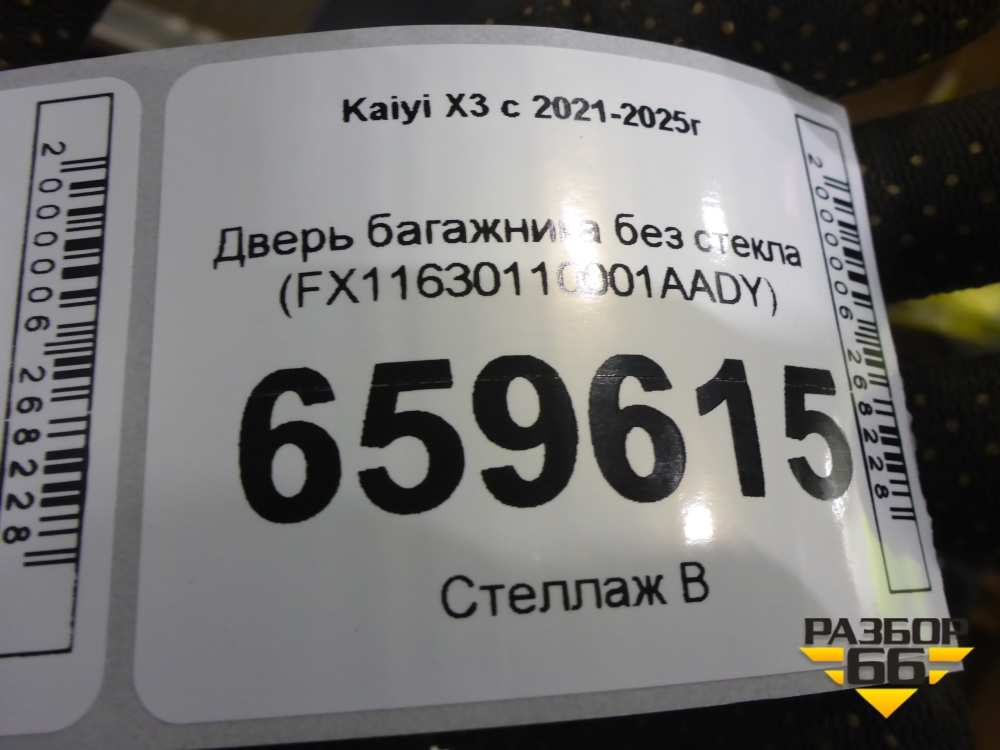 2000006268228
Kaiyi X3 с 2021-2025г
Дверь багажника без стекла
(FX11630110001AADY)
659615
Стеллаж В
2000006268228
РАЗБОР
66